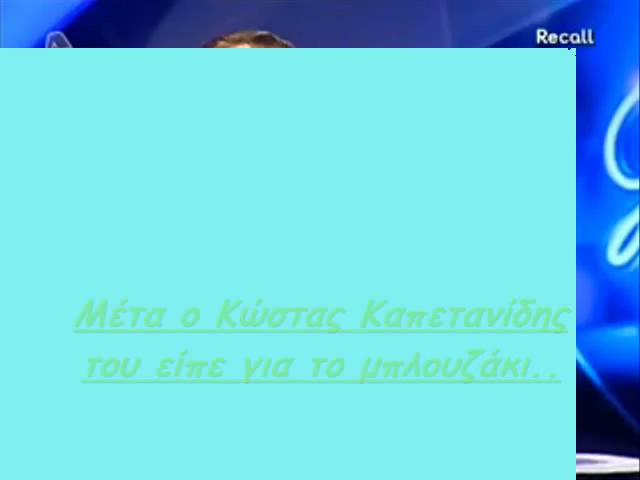 Recall
Μέτα ο Κώστας Καπετανίδης
του είπε για το μπλουζάκι..